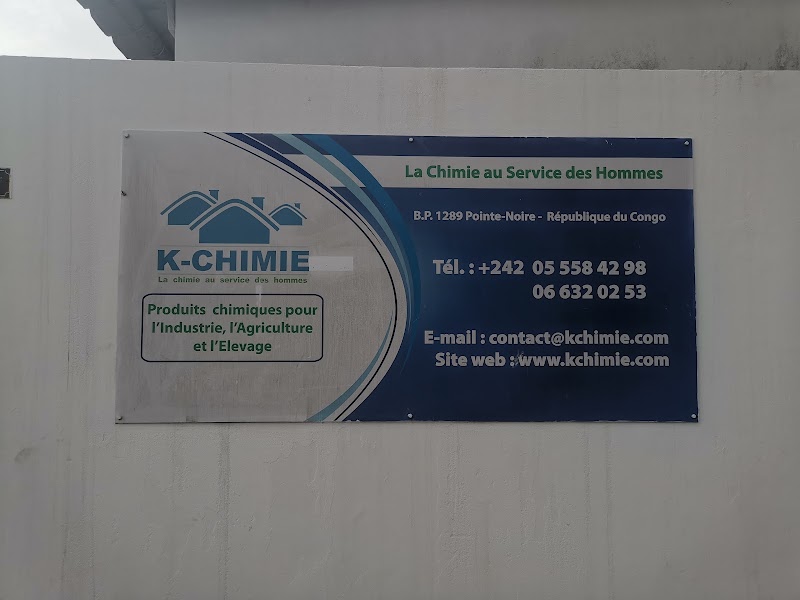 K-CHIMIE
La chimie au service des hommes
Produits chimiques pour
l'Industrie, l'Agriculture
et l'Elevage
La Chimie au Service des Hommes
B.P. 1289 Pointe-Noire - République du Congo
Tél. : +242 05 558 42 98
06 632 02 53
E-mail : contact@kchimie.com
Site web : www.kchimie.com